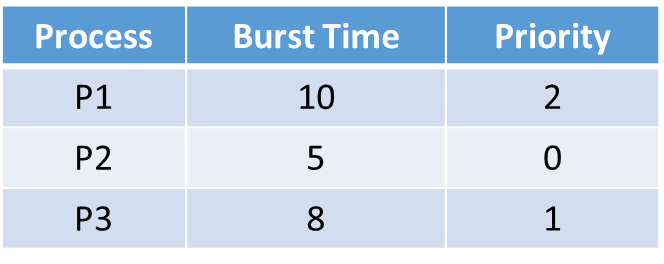 Process Burst Time Priority
P1 10 2
P2 5 0
P3 8 1